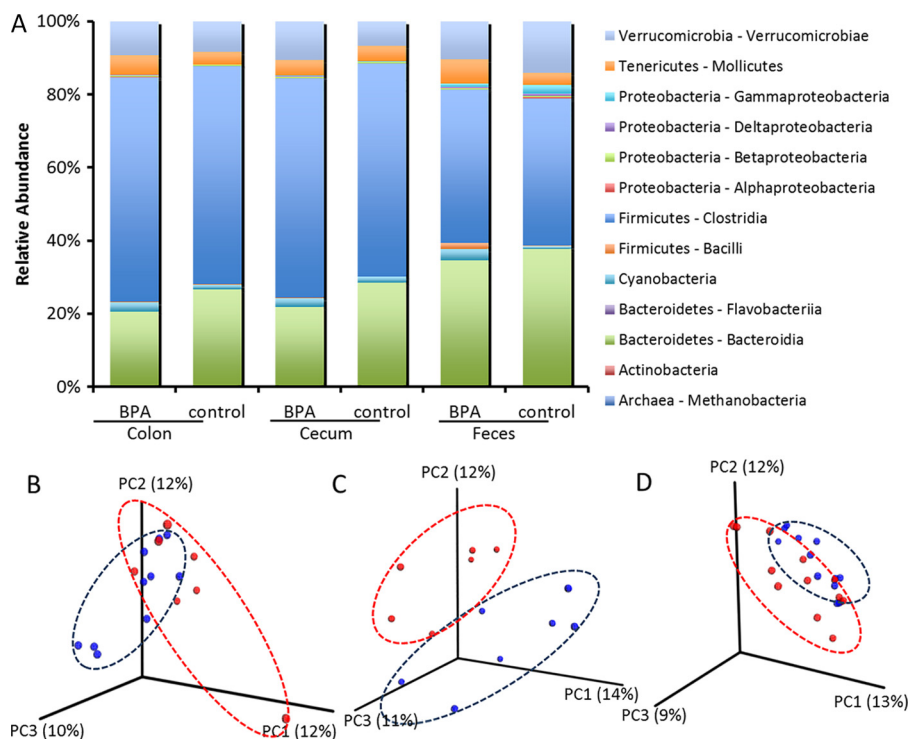 A
Relative Abundance
100%
80%
60%
40%
20%
0%
BPA control BPA control BPA control
Colon Cecum Feces
Verrucomicrobia - Verrucomicrobiae
Tenericutes - Mollicutes
Proteobacteria - Gammaproteobacteria
Proteobacteria - Deltaproteobacteria
Proteobacteria - Betaproteobacteria
Proteobacteria - Alphaproteobacteria
Firmicutes - Clostridia
Firmicutes - Bacilli
Cyanobacteria
Bacteroidetes - Flavobacteriia
Bacteroidetes - Bacteroidia
Actinobacteria
Archaea - Methanobacteria
B
PC2 (12%)
PC3 (10%)
PC1 (12%)
C
PC2 (12%)
PC3 (11%)
PC1 (14%)
D
PC2 (12%)
PC3 (9%)
PC1 (13%)